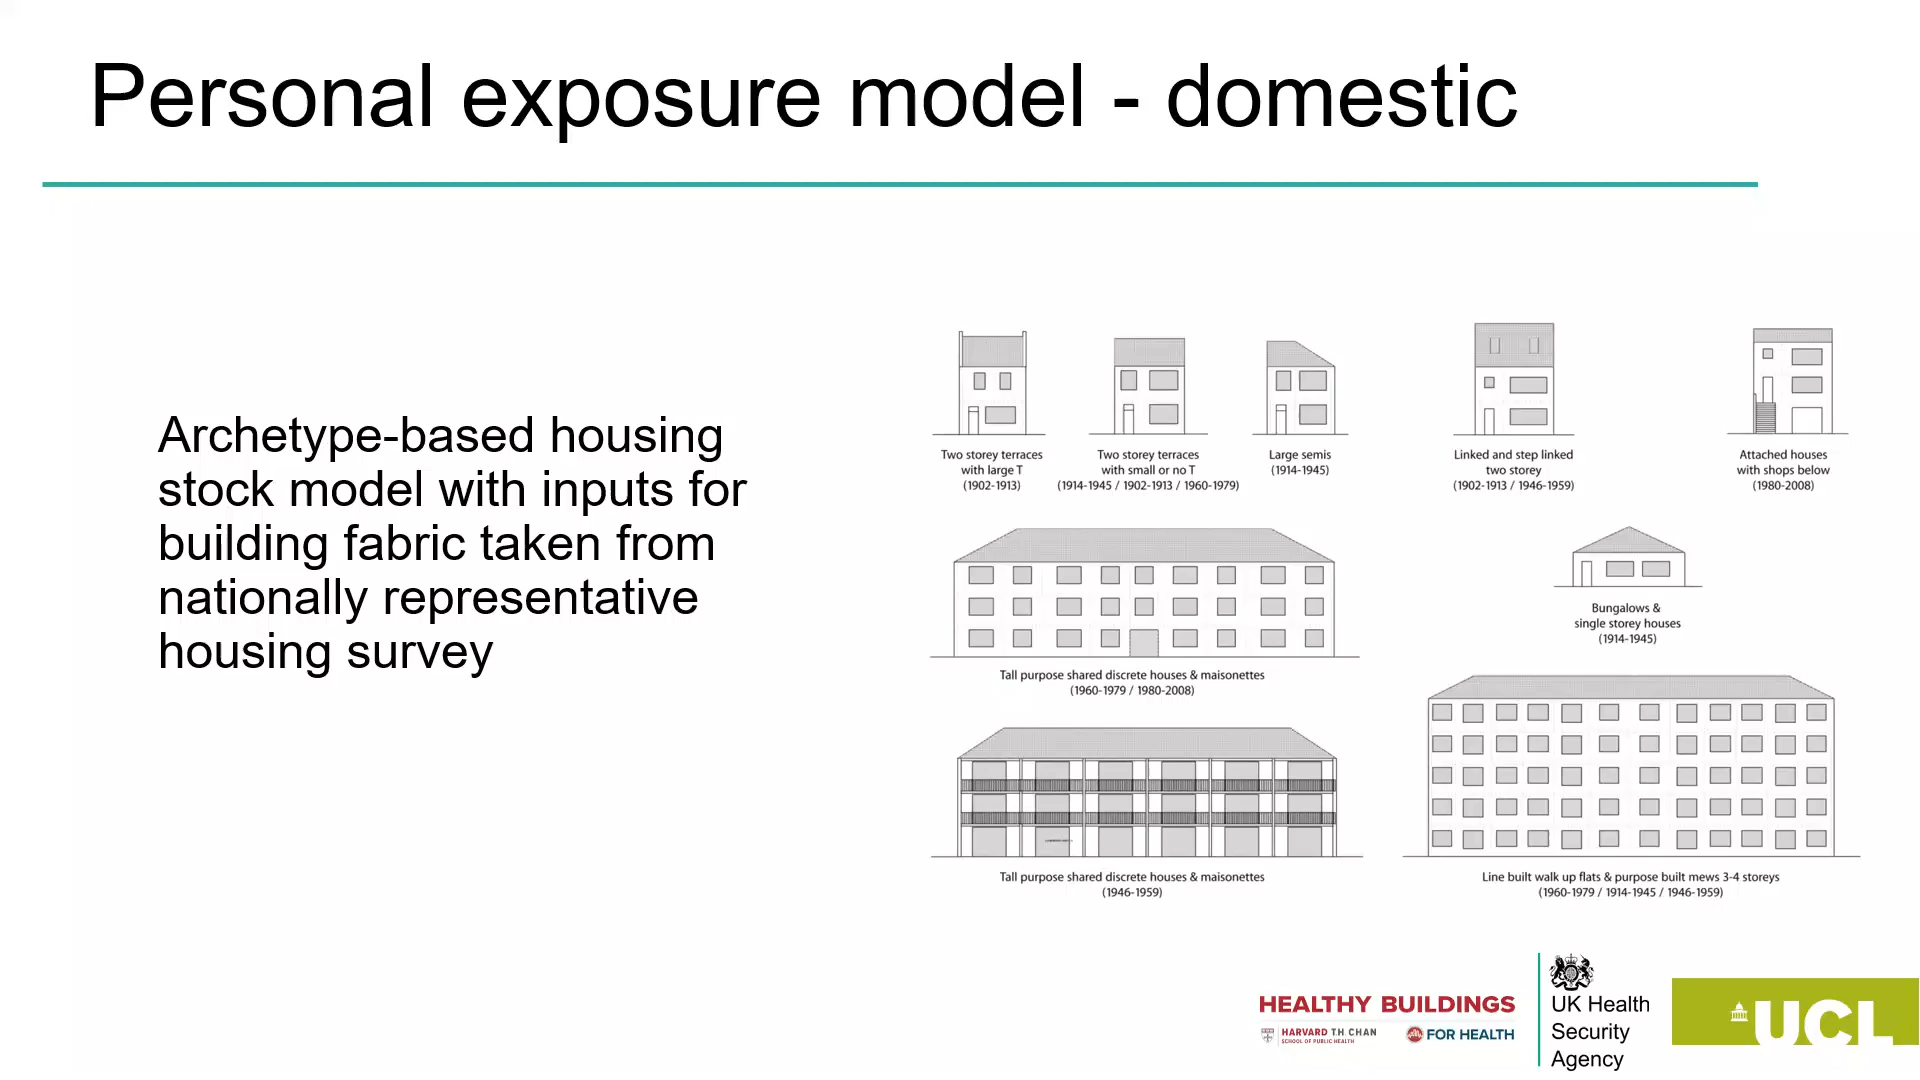 Personal exposure model - domestic
Archetype-based housing
stock model with inputs for
building fabric taken from
nationally representative
housing survey
Two storey terraces
with large T
(1902-1913)
Two storey terraces
with small or no T
(1914-1945 / 1902-1913 / 1960-1979)
Large semis
(1914-1945)
Linked and step linked
two storey
(1902-1913 / 1946-1959)
Attached houses
with shops below
(1980-2008)
Tall purpose shared discrete houses & maisonettes
(1960-1979 / 1980-2008)
Bungalows &
single storey houses
(1914-1945)
Tall purpose shared discrete houses & maisonettes
(1946-1959)
Line built walk up flats & purpose built mews 3-4 storeys
(1960-1979 / 1914-1945 / 1946-1959)
HEALTHY BUILDINGS
HARVARD T.H. CHAN
SCHOOL OF PUBLIC HEALTH
FOR HEALTH
UK Health
Security
Agency
UCL